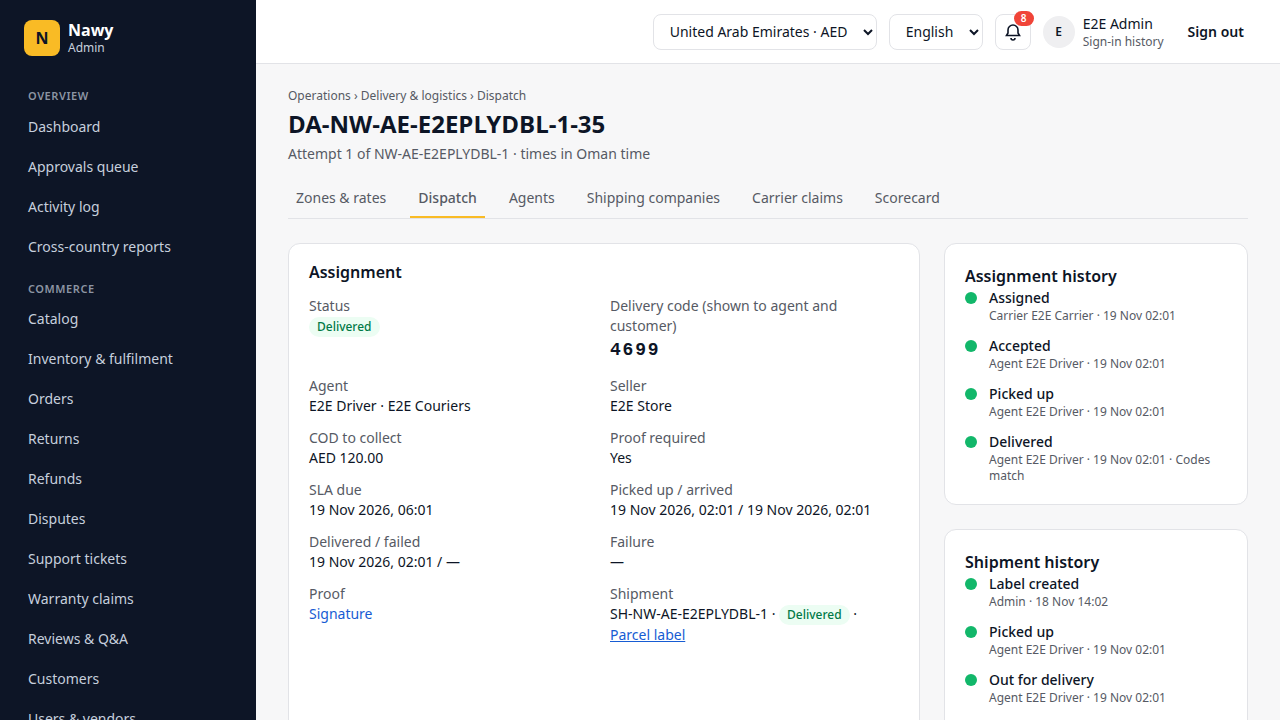 N
Nawy
Admin
OVERVIEW
Dashboard
Approvals queue
Activity log
Cross-country reports
COMMERCE
Catalog
Inventory & fulfilment
Orders
Returns
Refunds
Disputes
Support tickets
Warranty claims
Reviews & Q&A
Customers
Users & vendors
United Arab Emirates · AED
English
8
E
E2E Admin
Sign-in history
Sign out
Operations › Delivery & logistics › Dispatch
DA-NW-AE-E2EPLYDBL-1-35
Attempt 1 of NW-AE-E2EPLYDBL-1 · times in Oman time
Zones & rates
Dispatch
Agents
Shipping companies
Carrier claims
Scorecard
Assignment
Status
Delivered
Delivery code (shown to agent and
customer)
4699
Agent
E2E Driver · E2E Couriers
Seller
E2E Store
COD to collect
AED 120.00
Proof required
Yes
SLA due
19 Nov 2026, 06:01
Picked up / arrived
19 Nov 2026, 02:01 / 19 Nov 2026, 02:01
Delivered / failed
19 Nov 2026, 02:01 / —
Failure
—
Proof
Signature
Shipment
SH-NW-AE-E2EPLYDBL-1 · Delivered ·
Parcel label
Assignment history
Assigned
Carrier E2E Carrier · 19 Nov 02:01
Accepted
Agent E2E Driver · 19 Nov 02:01
Picked up
Agent E2E Driver · 19 Nov 02:01
Delivered
Agent E2E Driver · 19 Nov 02:01 · Codes
match
Shipment history
Label created
Admin · 18 Nov 14:02
Picked up
Agent E2E Driver · 19 Nov 02:01
Out for delivery
Agent E2E Driver · 19 Nov 02:01